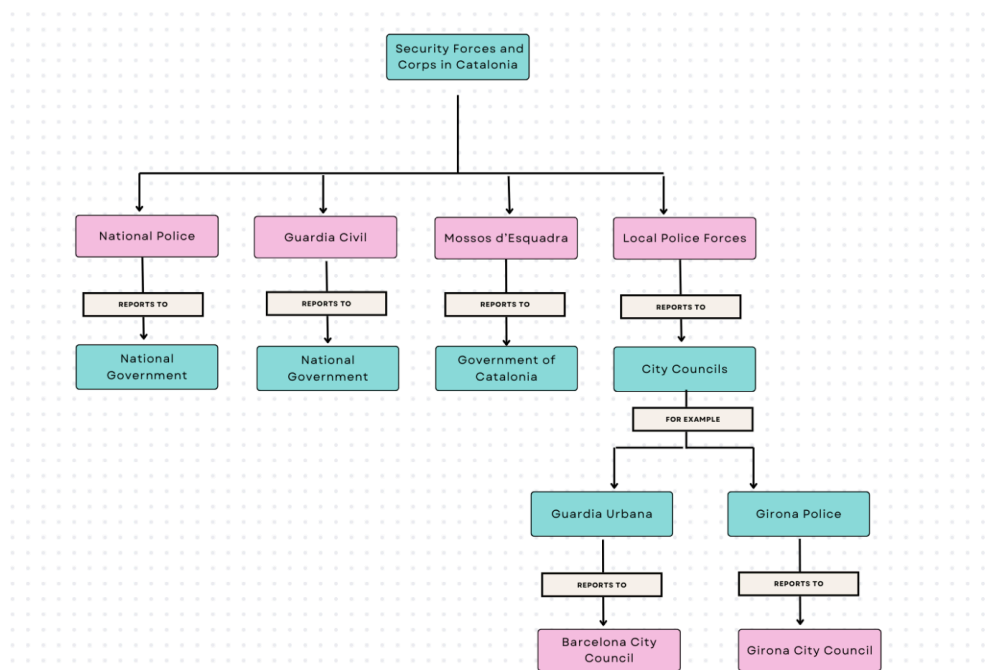 Security Forces and
Corps in Catalonia
National Police
Guardia Civil
Mossos d'Esquadra
Local Police Forces
REPORTS TO
REPORTS TO
REPORTS TO
REPORTS TO
National
Government
National
Government
Government of
Catalonia
City Councils
FOR EXAMPLE
Guardia Urbana
Girona Police
REPORTS TO
REPORTS TO
Barcelona City
Council
Girona City Council